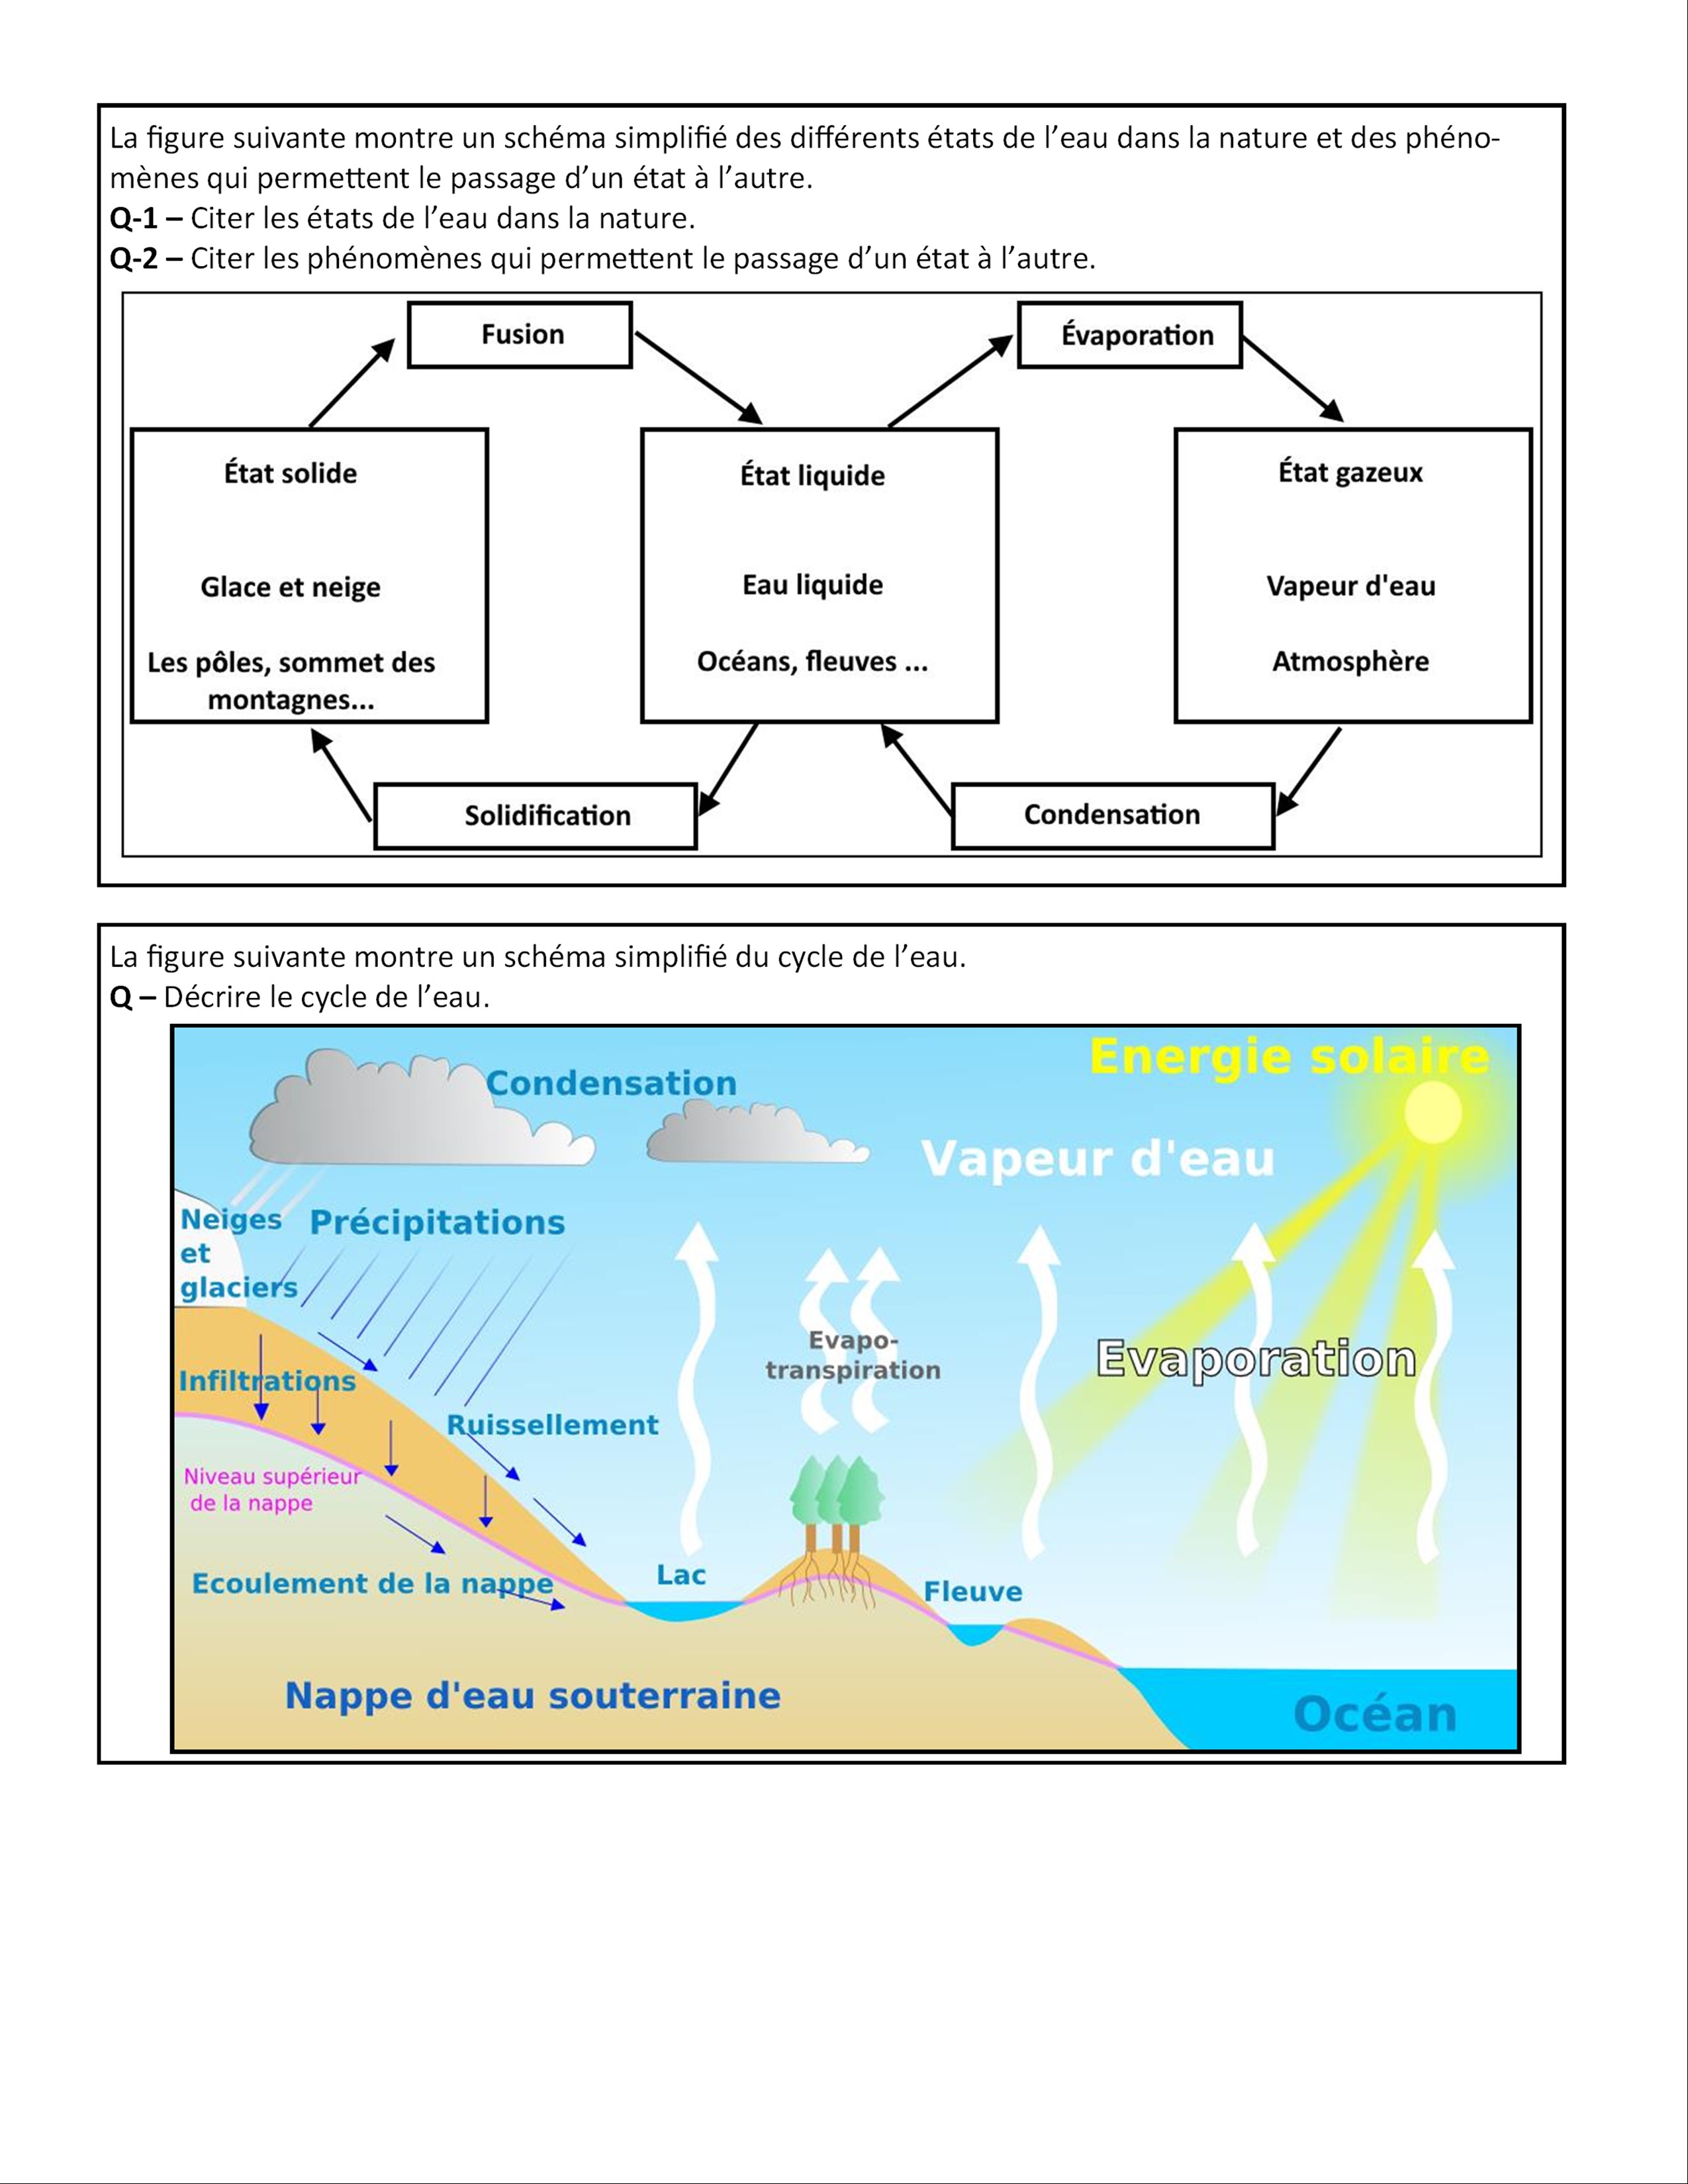 La figure suivante montre un schéma simplifié des différents états de l’eau dans la nature et des phéno-
mènes qui permettent le passage d’un état à l’autre.
Q-1 – Citer les états de l’eau dans la nature.
Q-2 – Citer les phénomènes qui permettent le passage d’un état à l’autre.
Fusion
Évaporation
État solide
État liquide
État gazeux
Glace et neige
Eau liquide
Vapeur d'eau
Les pôles, sommet des
montagnes...
Océans, fleuves ...
Atmosphère
Solidification
Condensation
La figure suivante montre un schéma simplifié du cycle de l’eau.
Q – Décrire le cycle de l’eau.
Energie solaire
Condensation
Vapeur d'eau
Neiges
et
glaciers
Précipitations
Evapo-
transpiration
Evaporation
Infiltrations
Ruissellement
Niveau supérieur
de la nappe
Ecoulement de la nappe
Lac
Fleuve
Nappe d'eau souterraine
Océan